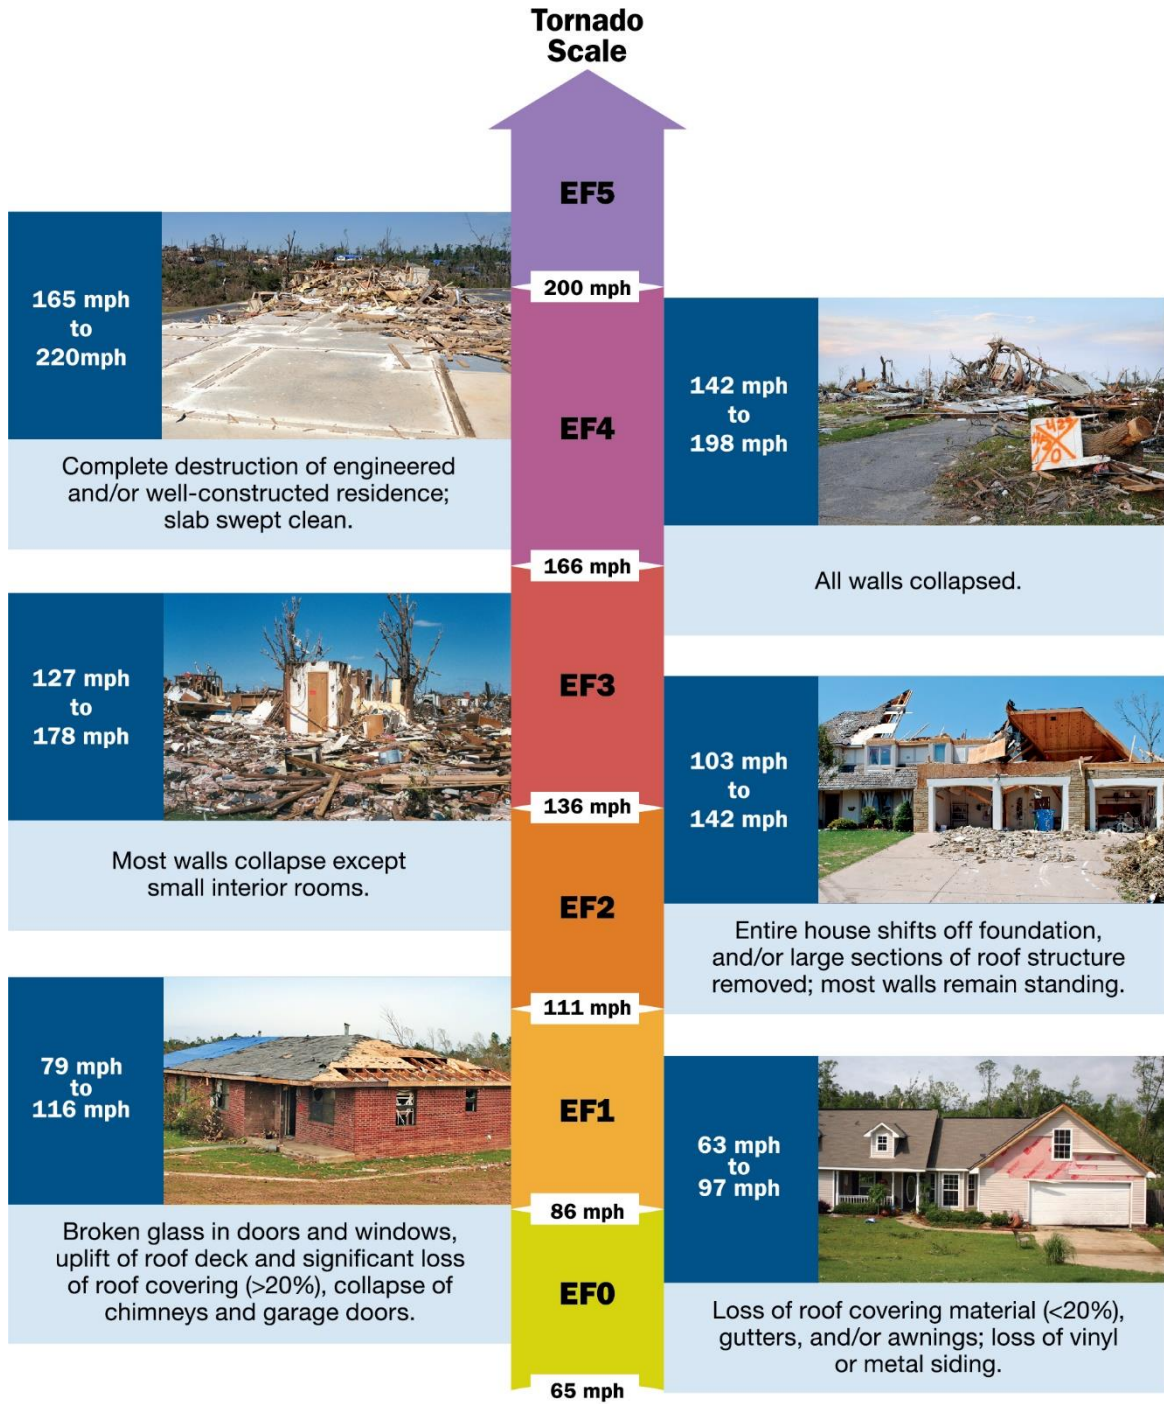 Tornado
Scale
EF5
200 mph
EF4
166 mph
EF3
136 mph
EF2
111 mph
EF1
86 mph
EF0
65 mph
165 mph
to
220mph
Complete destruction of engineered
and/or well-constructed residence;
slab swept clean.
142 mph
to
198 mph
All walls collapsed.
127 mph
to
178 mph
Most walls collapse except
small interior rooms.
103 mph
to
142 mph
Entire house shifts off foundation,
and/or large sections of roof structure
removed; most walls remain standing.
79 mph
to
116 mph
Broken glass in doors and windows,
uplift of roof deck and significant loss
of roof covering (>20%), collapse of
chimneys and garage doors.
63 mph
to
97 mph
Loss of roof covering material (<20%),
gutters, and/or awnings; loss of vinyl
or metal siding.